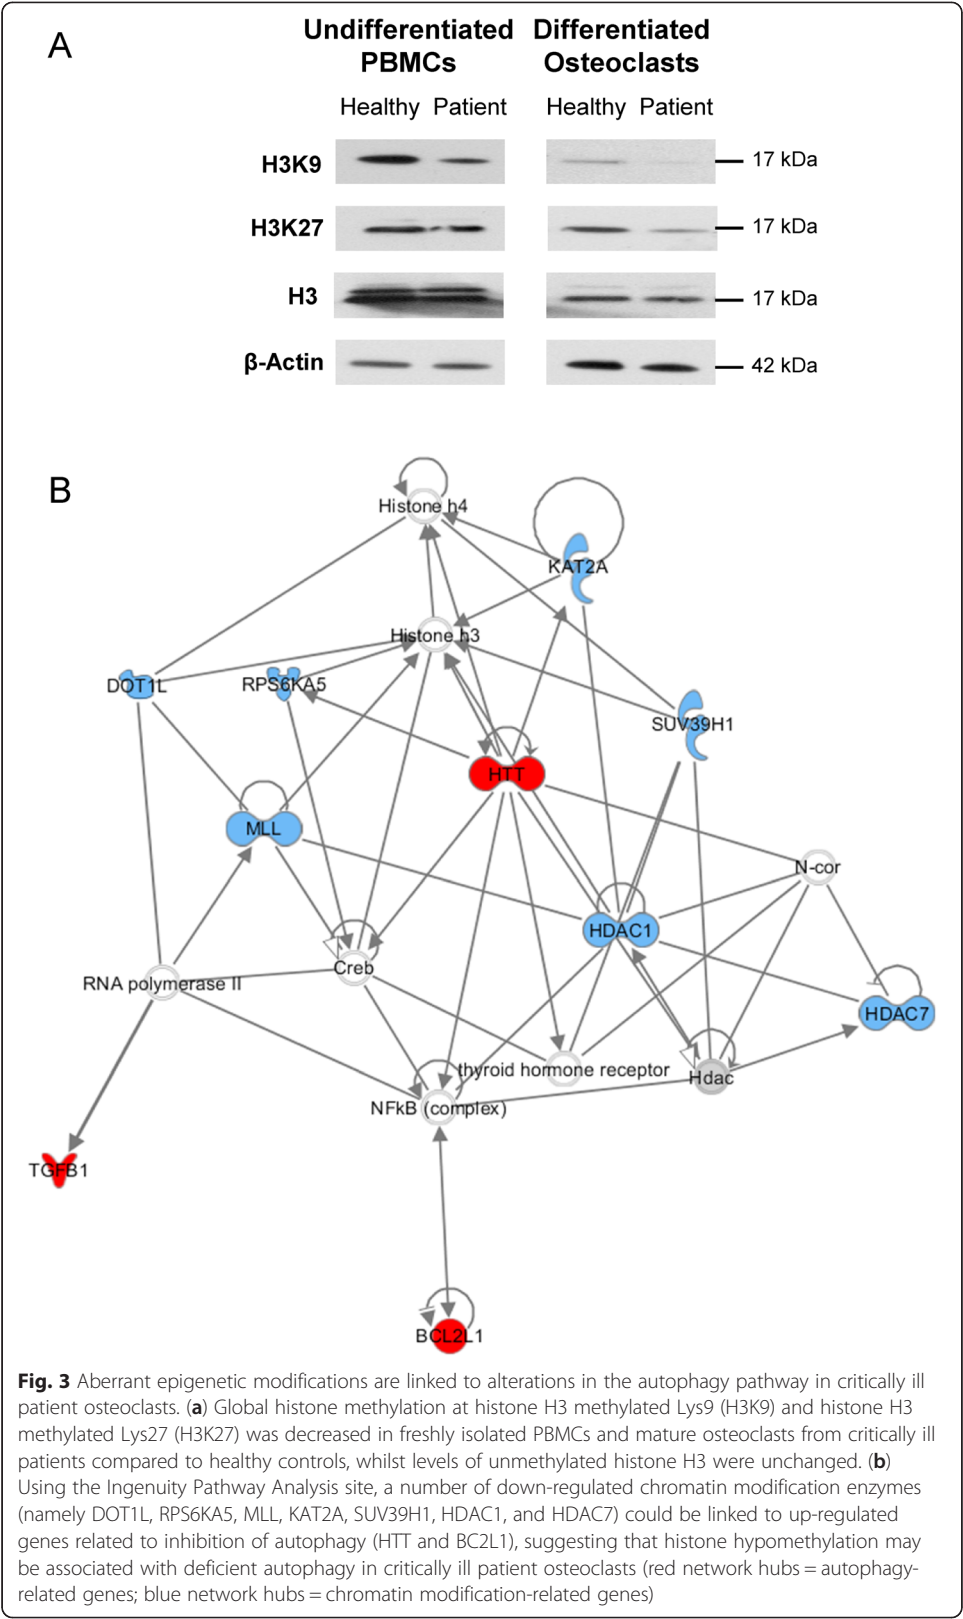 A
Undifferentiated PBMCs
Differentiated Osteoclasts
Healthy Patient Healthy Patient
H3K9 17 kDa
H3K27 17 kDa
H3 17 kDa
β-Actin 42 kDa
B
Histone h4
KAT2A
Histone h3
DOT1L
RPS6KA5
SUV39H1
HTT
MLL
N-cor
HDAC1
Creb
RNA polymerase II
HDAC7
thyroid hormone receptor
Hdac
NFkB (complex)
TGFB1
BCL2L1
Fig. 3 Aberrant epigenetic modifications are linked to alterations in the autophagy pathway in critically ill
patient osteoclasts. (a) Global histone methylation at histone H3 methylated Lys9 (H3K9) and histone H3
methylated Lys27 (H3K27) was decreased in freshly isolated PBMCs and mature osteoclasts from critically ill
patients compared to healthy controls, whilst levels of unmethylated histone H3 were unchanged. (b)
Using the Ingenuity Pathway Analysis site, a number of down-regulated chromatin modification enzymes
(namely DOT1L, RPS6KA5, MLL, KAT2A, SUV39H1, HDAC1, and HDAC7) could be linked to up-regulated
genes related to inhibition of autophagy (HTT and BC2L1), suggesting that histone hypomethylation may
be associated with deficient autophagy in critically ill patient osteoclasts (red network hubs = autophagy-
related genes; blue network hubs = chromatin modification-related genes)